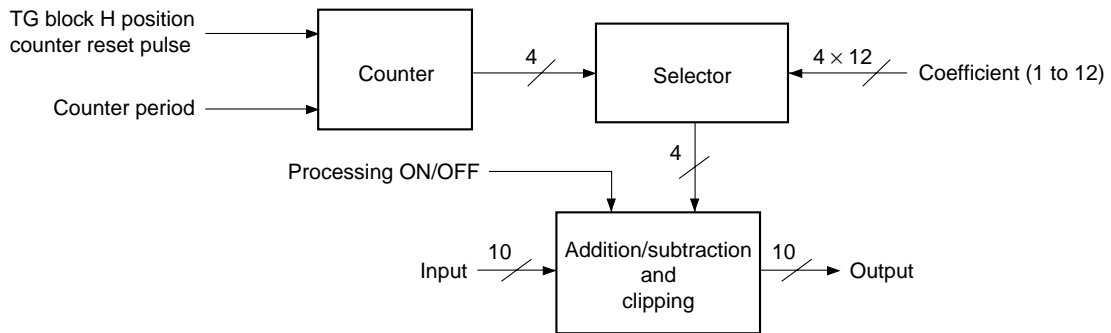 TG block H position
counter reset pulse
Counter period
Counter
4
Selector
4 × 12
Coefficient (1 to 12)
4
Processing ON/OFF
Input
10
Addition/subtraction
and
clipping
10
Output